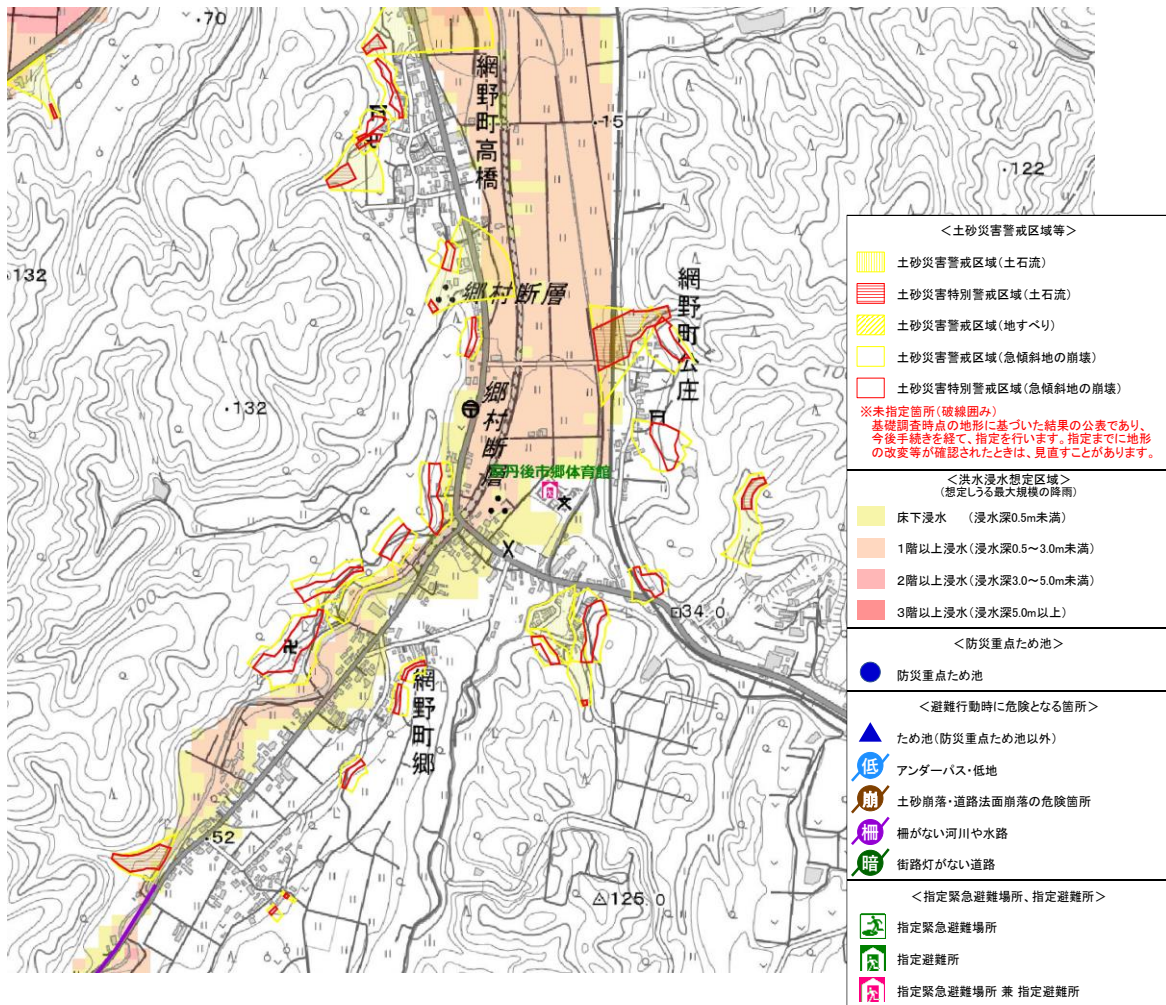 ・70
網野町高橋
・15
・122
132
郷村断層
網野町公庄
・132
郷村断層
京丹後市郷体育館
文
X
100
34.0
網野町郷
・52
125.0
＜土砂災害警戒区域等＞
土砂災害警戒区域(土石流)
土砂災害特別警戒区域(土石流)
土砂災害警戒区域(地すべり)
土砂災害警戒区域(急傾斜地の崩壊)
土砂災害特別警戒区域(急傾斜地の崩壊)
※未指定箇所(破線囲み)
基礎調査時点の地形に基づいた結果の公表であり、
今後手続きを経て、指定を行います。指定までに地形
の改変等が確認されたときは、見直すことがあります。
＜洪水浸水想定区域＞
(想定しうる最大規模の降雨)
床下浸水　(浸水深0.5m未満)
1階以上浸水(浸水深0.5～3.0m未満)
2階以上浸水(浸水深3.0～5.0m未満)
3階以上浸水(浸水深5.0m以上)
＜防災重点ため池＞
防災重点ため池
＜避難行動時に危険となる箇所＞
ため池(防災重点ため池以外)
低 アンダーパス・低地
崩 土砂崩落・道路法面崩落の危険箇所
柵 柵がない河川や水路
暗 街路灯がない道路
＜指定緊急避難場所、指定避難所＞
指定緊急避難場所
指定避難所
指定緊急避難場所 兼 指定避難所